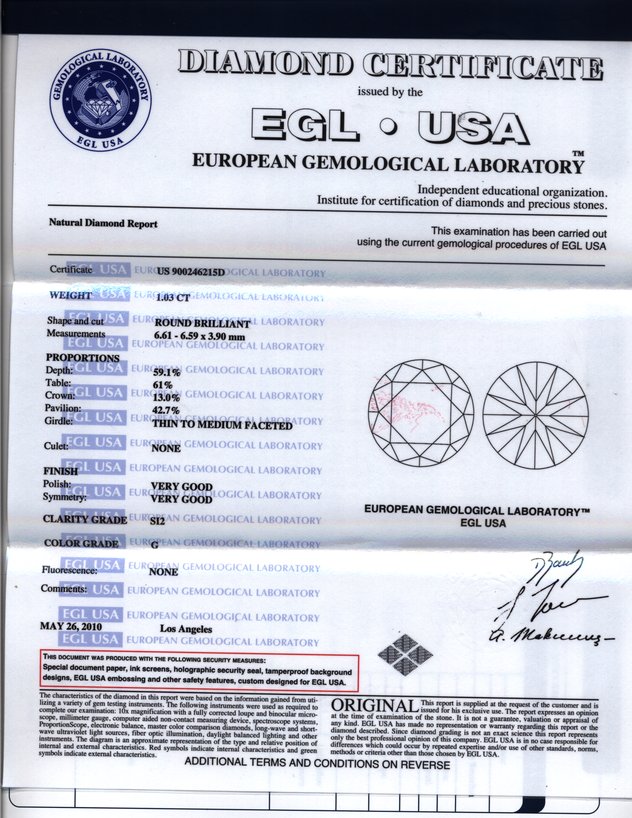 GEMOLOGICAL LABORATORY
EGL USA
DIAMOND CERTIFICATE
issued by the
EGL • USA
EUROPEAN GEMOLOGICAL LABORATORY™
Independent educational organization.
Institute for certification of diamonds and precious stones.
Natural Diamond Report
This examination has been carried out
using the current gemological procedures of EGL USA
Certificate US 900246215D
WEIGHT 1.03 CT
Shape and cut ROUND BRILLIANT
Measurements 6.61 - 6.59 x 3.90 mm
PROPORTIONS
Depth: 59.1%
Table: 61%
Crown: 13.0%
Pavilion: 42.7%
Girdle: THIN TO MEDIUM FACETED
Culet: NONE
FINISH
Polish: VERY GOOD
Symmetry: VERY GOOD
CLARITY GRADE SI2
COLOR GRADE G
Fluorescence: NONE
Comments:
EGL USA EUROPEAN GEMOLOGICAL LABORATORY
MAY 26, 2010 Los Angeles
EGL USA EUROPEAN GEMOLOGICAL LABORATORY
EUROPEAN GEMOLOGICAL LABORATORY™
EGL USA
THIS DOCUMENT WAS PRODUCED WITH THE FOLLOWING SECURITY MEASURES:
Special document paper, ink screens, holographic security seal, tamperproof background
designs, EGL USA embossing and other safety features, custom designed for EGL USA.
The characteristics of the diamond in this report were based on the information gained from uti-
lizing a variety of gem testing instruments. The following instruments were used as required to
complete our examination: 10x magnification with a fully corrected loupe and binocular micro-
scope, millimeter gauge, computer aided non-contact measuring device, spectroscope systems,
ProportionScope, electronic balance, master color comparison diamonds, long-wave and short-
wave ultraviolet light sources, fiber optic illumination, daylight balanced lighting and other
instruments. The diagram is an approximate representation of the type and relative position of
internal and external characteristics. Red symbols indicate internal characteristics and green
symbols indicate external characteristics.
ORIGINAL This report is supplied at the request of the customer and is
issued for his exclusive use. The report expresses an opinion
at the time of examination of the stone. It is not a guarantee, valuation or appraisal of
any kind. EGL USA has made no representation or warranty regarding this report or the
diamond described. Since diamond grading is not an exact science this report represents
only the best professional opinion of this company. EGL USA is in no case responsible for
differences which could occur by repeated expertise and/or use of other standards, norms,
methods or criteria other than those chosen by EGL USA.
ADDITIONAL TERMS AND CONDITIONS ON REVERSE